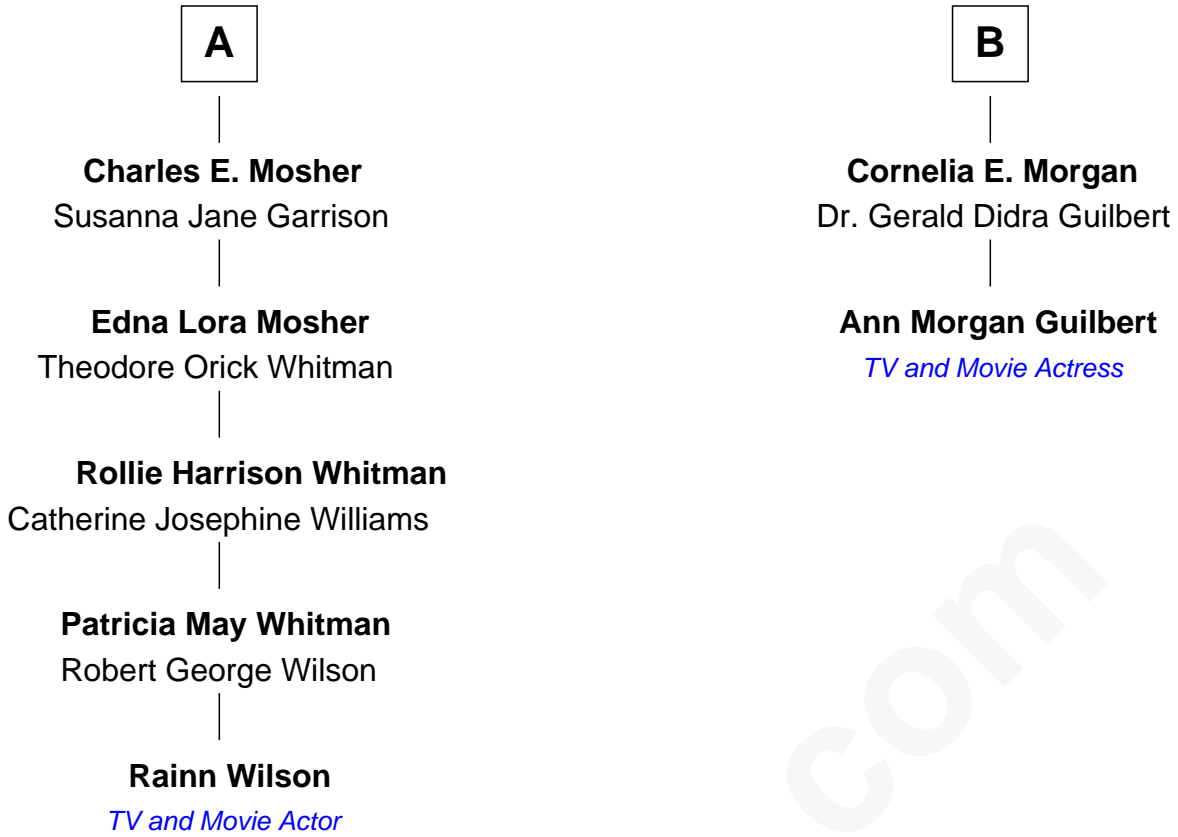 A
Charles E. Mosher
Susanna Jane Garrison
Edna Lora Mosher
Theodore Orick Whitman
Rollie Harrison Whitman
Catherine Josephine Williams
Patricia May Whitman
Robert George Wilson
Rainn Wilson
TV and Movie Actor
B
Cornelia E. Morgan
Dr. Gerald Didra Guilbert
Ann Morgan Guilbert
TV and Movie Actress
com